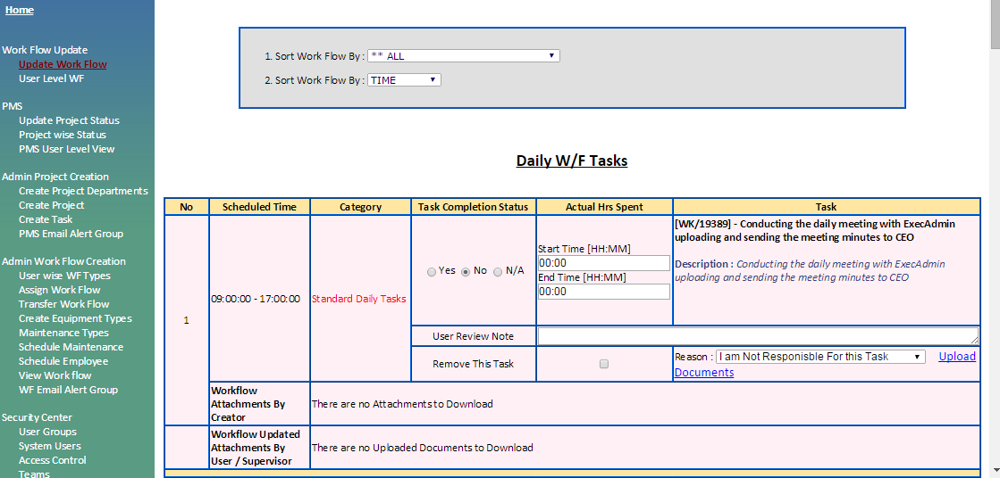 Home
Work Flow Update
Update Work Flow
User Level WF
PMS
Update Project Status
Project wise Status
PMS User Level View
Admin Project Creation
Create Project Departments
Create Project
Create Task
PMS Email Alert Group
Admin Work Flow Creation
User wise WF Types
Assign Work Flow
Transfer Work Flow
Create Equipment Types
Maintenance Types
Schedule Maintenance
Schedule Employee
View Work flow
WF Email Alert Group
Security Center
User Groups
System Users
Access Control
Teams
1. Sort Work Flow By : ** ALL
2. Sort Work Flow By : TIME
Daily W/F Tasks
No Scheduled Time Category Task Completion Status Actual Hrs Spent Task
1
09:00:00 - 17:00:00
Standard Daily Tasks
Yes No N/A
Start Time [HH:MM]
00:00
End Time [HH:MM]
00:00
[WK/19389] - Conducting the daily meeting with ExecAdmin
uploading and sending the meeting minutes to CEO
Description : Conducting the daily meeting with ExecAdmin
uploading and sending the meeting minutes to CEO
User Review Note
Remove This Task
Reason : I am Not Responisble For this Task Upload
Documents
Workflow
Attachments By
Creator
There are no Attachments to Download
Workflow Updated
Attachments By
User / Supervisor
There are no Uploaded Documents to Download